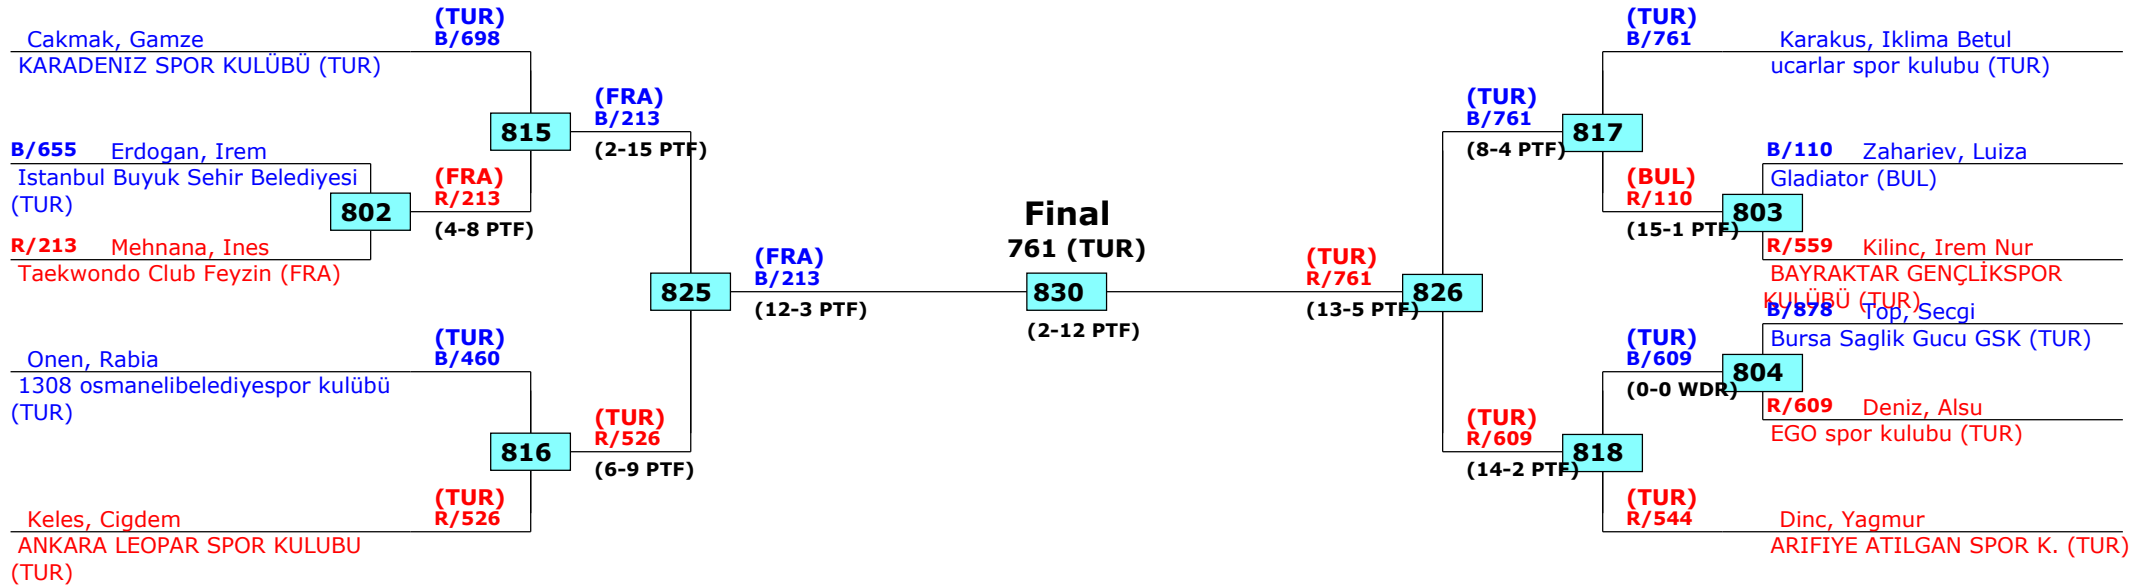 (TUR)
B/698
Cakmak, Gamze
KARADENIZ SPOR KULÜBÜ (TUR)
815
(FRA)
B/213
(2-15 PTF)
B/655 Erdogan, Irem
Istanbul Buyuk Sehir Belediyesi
(TUR)
802
(FRA)
R/213
(4-8 PTF)
R/213 Mehnana, Ines
Taekwondo Club Feyzin (FRA)
825
(FRA)
B/213
(12-3 PTF)
(TUR)
B/460
Onen, Rabia
1308 osmanelibelediyespor kulübü
(TUR)
816
(TUR)
R/526
(6-9 PTF)
(TUR)
R/526
Keles, Cigdem
ANKARA LEOPAR SPOR KULUBU
(TUR)
Final
761 (TUR)
830
(2-12 PTF)
(TUR)
R/761
(13-5 PTF)
826
(TUR)
B/761
(8-4 PTF)
817
(TUR)
B/761
Karakus, Iklima Betul
ucarlar spor kulubu (TUR)
(BUL)
R/110
(15-1 PTF)
803
B/110 Zahariev, Luiza
Gladiator (BUL)
R/559 Kilinc, Irem Nur
BAYRAKTAR GENÇLİKSPOR
KULÜBÜ (TUR)
B/878 Top, Secgi
Bursa Saglik Gucu GSK (TUR)
(TUR)
B/609
(0-0 WDR)
804
R/609 Deniz, Alsu
EGO spor kulubu (TUR)
(TUR)
R/609
(14-2 PTF)
818
(TUR)
R/544
Dinc, Yagmur
ARIFIYE ATILGAN SPOR K. (TUR)